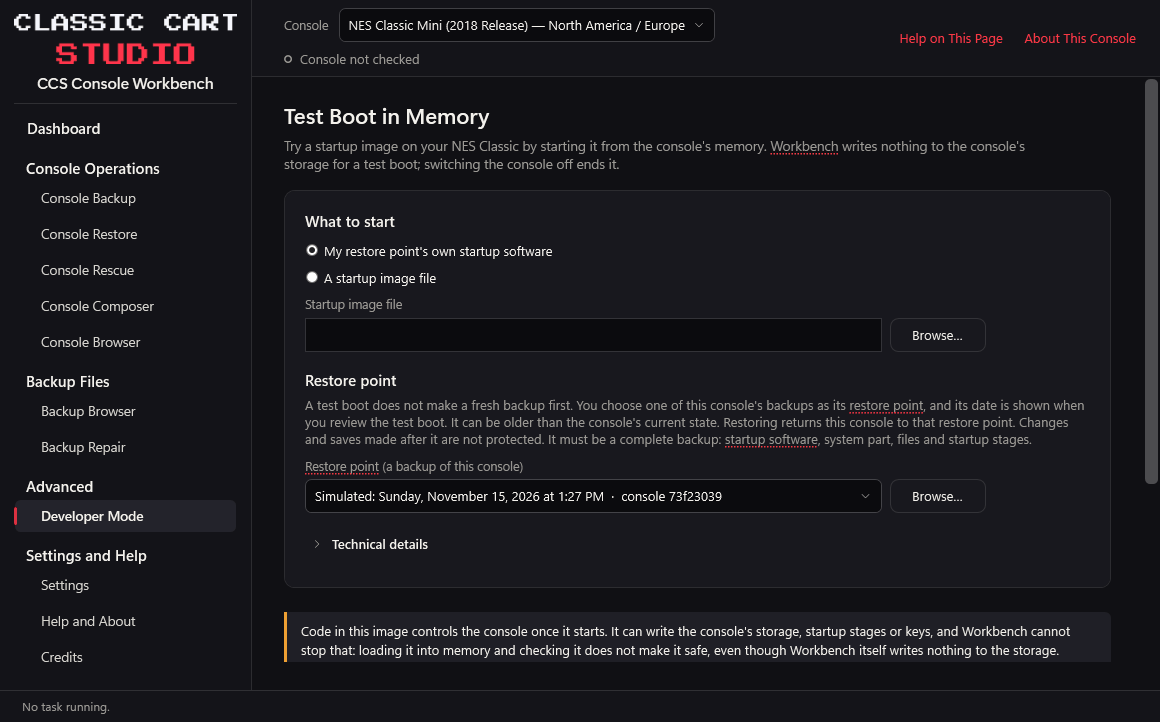 CLASSIC CART
STUDIO
CCS Console Workbench
Dashboard
Console Operations
Console Backup
Console Restore
Console Rescue
Console Composer
Console Browser
Backup Files
Backup Browser
Backup Repair
Advanced
Developer Mode
Settings and Help
Settings
Help and About
Credits
Console
NES Classic Mini (2018 Release) — North America / Europe
Console not checked
Help on This Page
About This Console
Test Boot in Memory
Try a startup image on your NES Classic by starting it from the console's memory. Workbench writes nothing to the console's
storage for a test boot; switching the console off ends it.
What to start
My restore point's own startup software
A startup image file
Startup image file
Browse...
Restore point
A test boot does not make a fresh backup first. You choose one of this console's backups as its restore point, and its date is shown when
you review the test boot. It can be older than the console's current state. Restoring returns this console to that restore point. Changes
and saves made after it are not protected. It must be a complete backup: startup software, system part, files and startup stages.
Restore point (a backup of this console)
Simulated: Sunday, November 15, 2026 at 1:27 PM · console 73f23039
Browse...
Technical details
Code in this image controls the console once it starts. It can write the console's storage, startup stages or keys, and Workbench cannot
stop that: loading it into memory and checking it does not make it safe, even though Workbench itself writes nothing to the storage.
No task running.